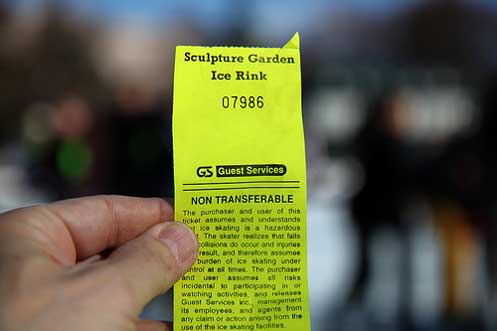 Sculpture Garden
Ice Rink
07986
GS Guest Services
NON TRANSFERABLE
The purchaser and user of this
ticket assumes and understands
that ice skating is a hazardous
The skater realizes that falls
collisions do occur and injuries
result, and therefore assumes
burden of ice skating under
control at all times. The purchaser
and user assumes all risks
incidental to participating in or
watching activities, and releases
Guest Services Inc., management
its employees, and agents from
any claim or action arising from the
use of the ice skating facilities.